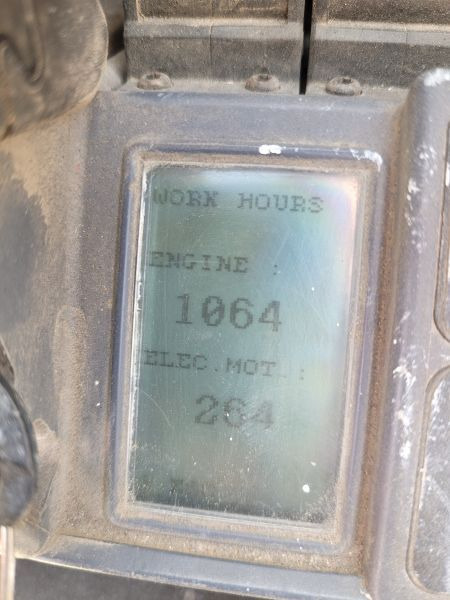 WORK HOURS
ENGINE :
1064
ELEC.MOT. :
264